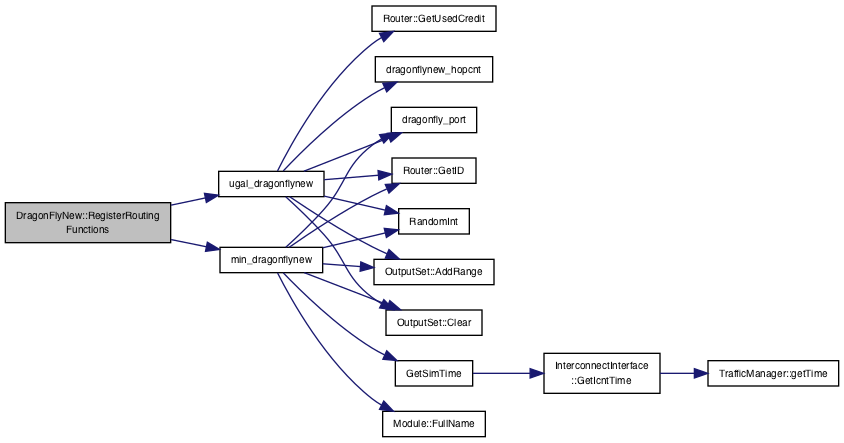 Router::GetUsedCredit
dragonflynew_hopcnt
dragonfly_port
Router::GetID
ugal_dragonflynew
DragonFlyNew::RegisterRouting
Functions
RandomInt
min_dragonflynew
OutputSet::AddRange
OutputSet::Clear
GetSimTime
InterconnectInterface
::GetIcntTime
TrafficManager::getTime
Module::FullName